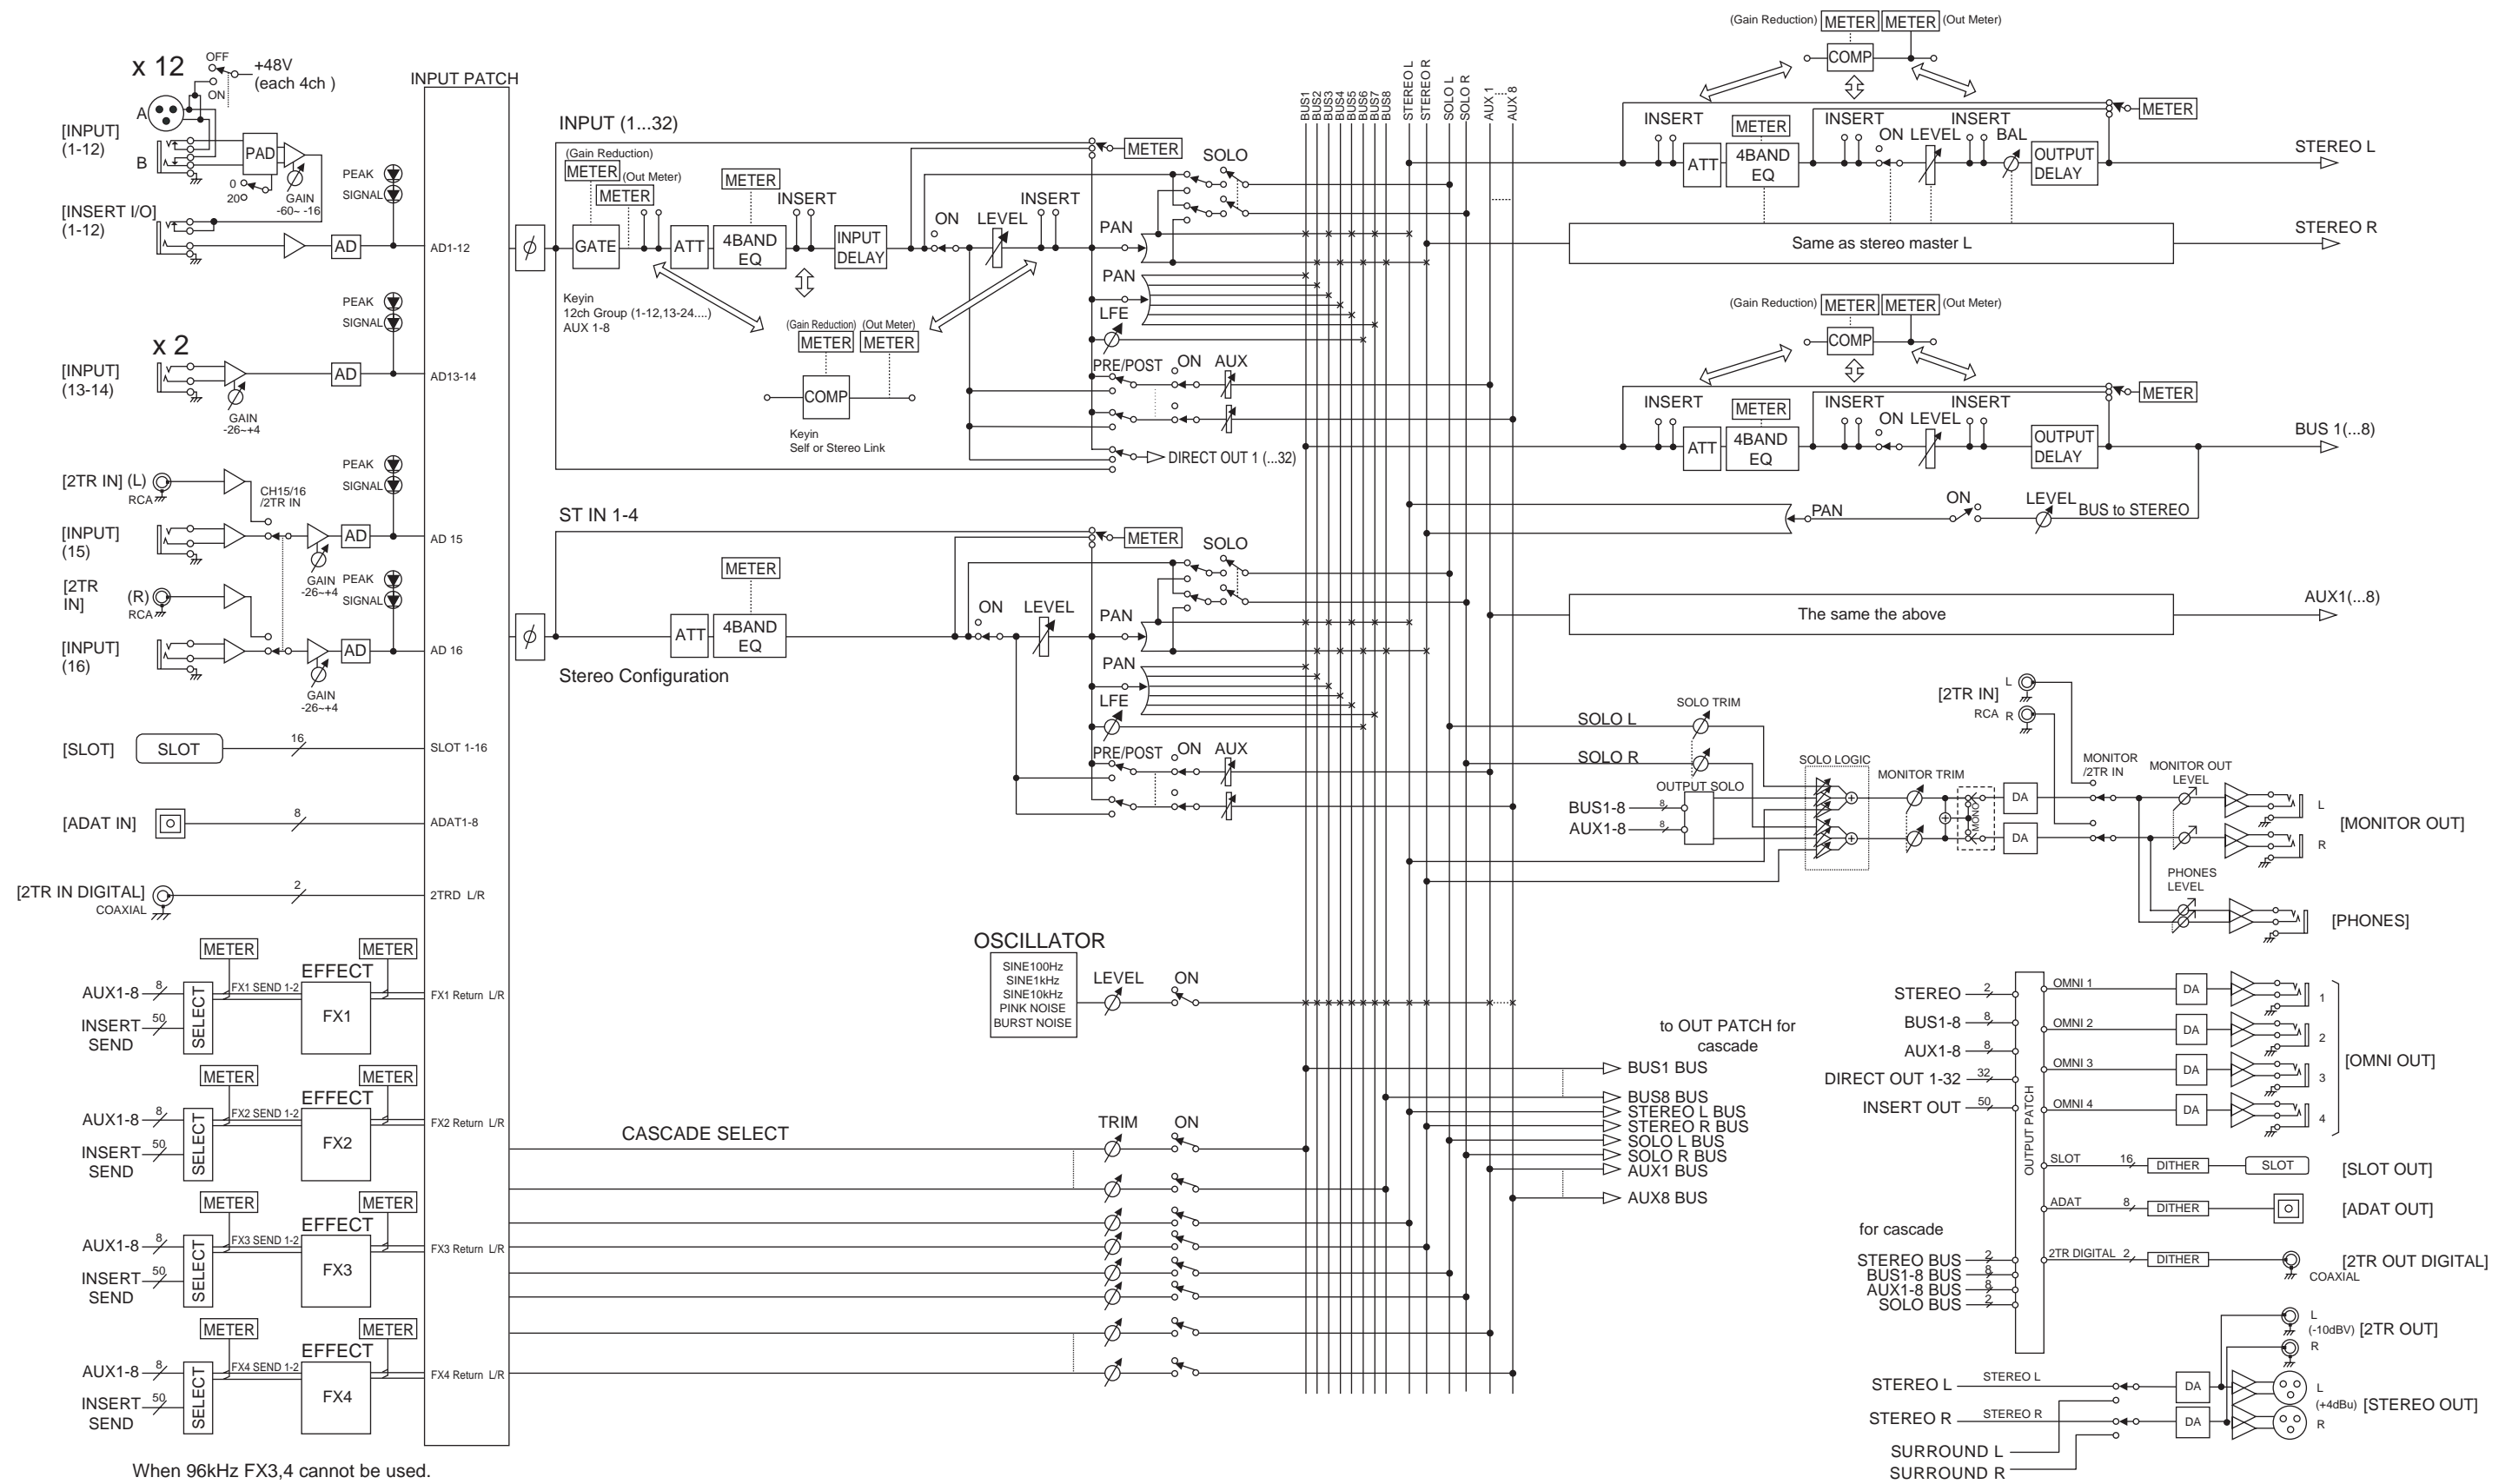 x 12
OFF
+48V
(each 4ch )
ON
A
[INPUT]
(1-12)
B
PAD
0
20
GAIN
-60~ -16
PEAK
SIGNAL
[INSERT I/O]
(1-12)
AD
INPUT PATCH
AD1-12
x 2
[INPUT]
(13-14)
GAIN
-26~+4
AD
PEAK
SIGNAL
AD13-14
[2TR IN] (L)
RCA
CH15/16
/2TR IN
PEAK
SIGNAL
[INPUT]
(15)
AD
AD 15
GAIN
-26~+4
[2TR
IN]
(R)
RCA
PEAK
SIGNAL
[INPUT]
(16)
AD
AD 16
GAIN
-26~+4
[SLOT]
SLOT
16
SLOT 1-16
[ADAT IN]
8
ADAT1-8
[2TR IN DIGITAL]
COAXIAL
2
2TRD L/R
METER
METER
EFFECT
AUX1-8
8
SELECT
FX1 SEND 1-2
FX1
FX1 Return L/R
INSERT
SEND
50
METER
METER
EFFECT
AUX1-8
8
SELECT
FX2 SEND 1-2
FX2
FX2 Return L/R
INSERT
SEND
50
METER
METER
EFFECT
AUX1-8
8
SELECT
FX3 SEND 1-2
FX3
FX3 Return L/R
INSERT
SEND
50
METER
METER
EFFECT
AUX1-8
8
SELECT
FX4 SEND 1-2
FX4
FX4 Return L/R
INSERT
SEND
50
When 96kHz FX3,4 cannot be used.
INPUT (1...32)
(Gain Reduction)
METER
(Out Meter)
METER
METER
INSERT
ϕ
GATE
ATT
4BAND
EQ
INPUT
DELAY
ON
LEVEL
INSERT
METER
SOLO
PAN
PAN
LFE
Keyin
12ch Group (1-12,13-24....)
AUX 1-8
(Gain Reduction)
(Out Meter)
METER
METER
COMP
Keyin
Self or Stereo Link
PRE/POST
ON
AUX
DIRECT OUT 1 (...32)
ST IN 1-4
METER
ϕ
ATT
4BAND
EQ
ON
LEVEL
METER
SOLO
PAN
PAN
LFE
Stereo Configuration
PRE/POST
ON
AUX
OSCILLATOR
SINE100Hz
SINE1kHz
SINE10kHz
PINK NOISE
BURST NOISE
LEVEL
ON
CASCADE SELECT
TRIM
ON
BUS1
BUS2
BUS3
BUS4
BUS5
BUS6
BUS7
BUS8
STEREO L
STEREO R
SOLO L
SOLO R
AUX 1
AUX 8
to OUT PATCH for
cascade
BUS1 BUS
BUS8 BUS
STEREO L BUS
STEREO R BUS
SOLO L BUS
SOLO R BUS
AUX1 BUS
AUX8 BUS
(Gain Reduction)
METER
METER
(Out Meter)
COMP
METER
INSERT
METER
INSERT
ON
LEVEL
INSERT
BAL
ATT
4BAND
EQ
OUTPUT
DELAY
STEREO L
Same as stereo master L
STEREO R
(Gain Reduction)
METER
METER
(Out Meter)
COMP
METER
INSERT
METER
INSERT
ON
LEVEL
INSERT
ATT
4BAND
EQ
OUTPUT
DELAY
BUS 1(...8)
PAN
ON
LEVEL
BUS to STEREO
The same the above
AUX1(...8)
SOLO L
SOLO TRIM
SOLO R
OUTPUT SOLO
BUS1-8
8
AUX1-8
8
SOLO LOGIC
MONITOR TRIM
MONO
DA
DA
[2TR IN]
L
RCA R
MONITOR
/2TR IN
MONITOR OUT
LEVEL
L
R
[MONITOR OUT]
PHONES
LEVEL
[PHONES]
STEREO
2
BUS1-8
8
AUX1-8
8
DIRECT OUT 1-32
32
INSERT OUT
50
OUTPUT PATCH
OMNI 1
DA
1
OMNI 2
DA
2
OMNI 3
DA
3
OMNI 4
DA
4
[OMNI OUT]
SLOT
16
DITHER
SLOT
[SLOT OUT]
ADAT
8
DITHER
[ADAT OUT]
for cascade
STEREO BUS
2
BUS1-8 BUS
8
AUX1-8 BUS
8
SOLO BUS
2
2TR DIGITAL
2
DITHER
COAXIAL
[2TR OUT DIGITAL]
L
(-10dBV)
[2TR OUT]
R
STEREO L
STEREO L
DA
L
(+4dBu)
[STEREO OUT]
STEREO R
STEREO R
DA
R
SURROUND L
SURROUND R